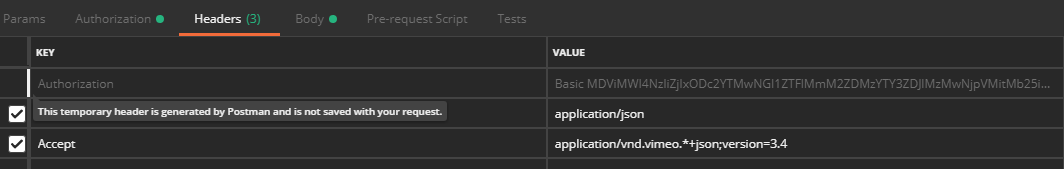 Params Authorization Headers (3) Body Pre-request Script Tests
KEY VALUE
Authorization Basic
This temporary header is generated by Postman and is not saved with your request.
application/json
Accept application/vnd.vimeo.*+json;version=3.4